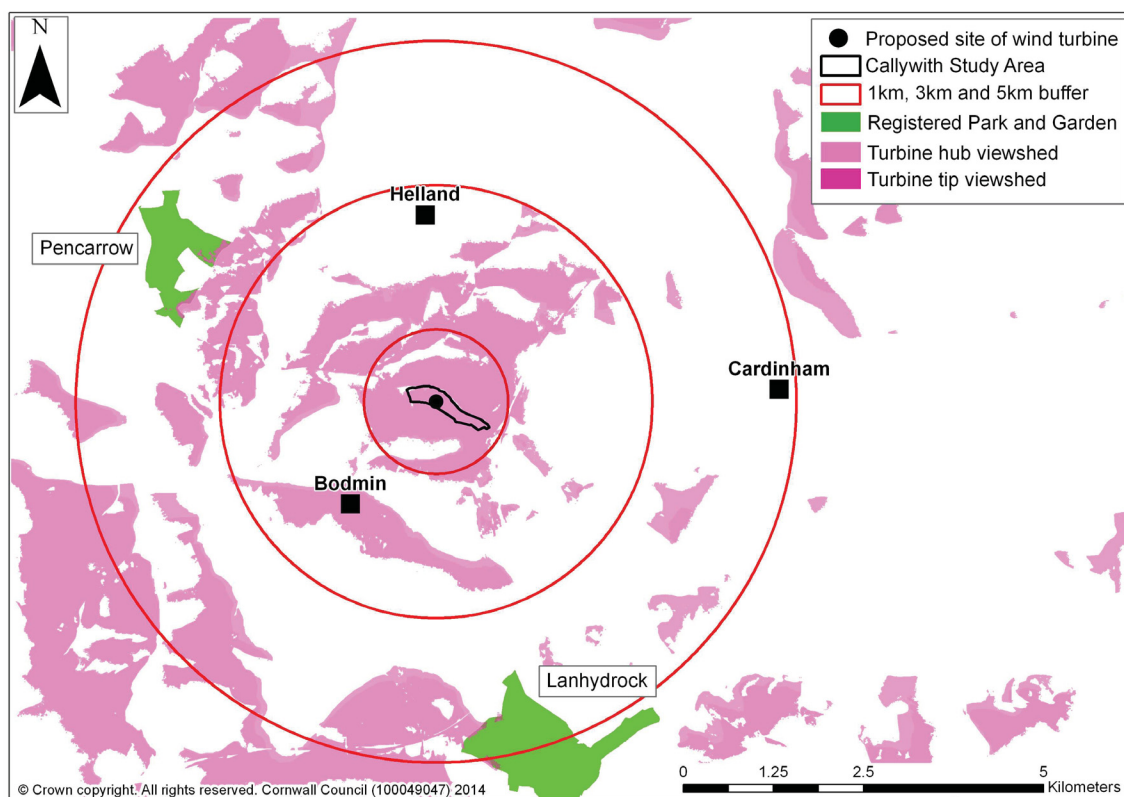 N
Proposed site of wind turbine
Callywith Study Area
1km, 3km and 5km buffer
Registered Park and Garden
Turbine hub viewshed
Turbine tip viewshed
Helland
Pencarrow
Cardinham
Bodmin
Lanhydrock
0 1.25 2.5 5
Kilometers
© Crown copyright. All rights reserved. Cornwall Council (100049047) 2014